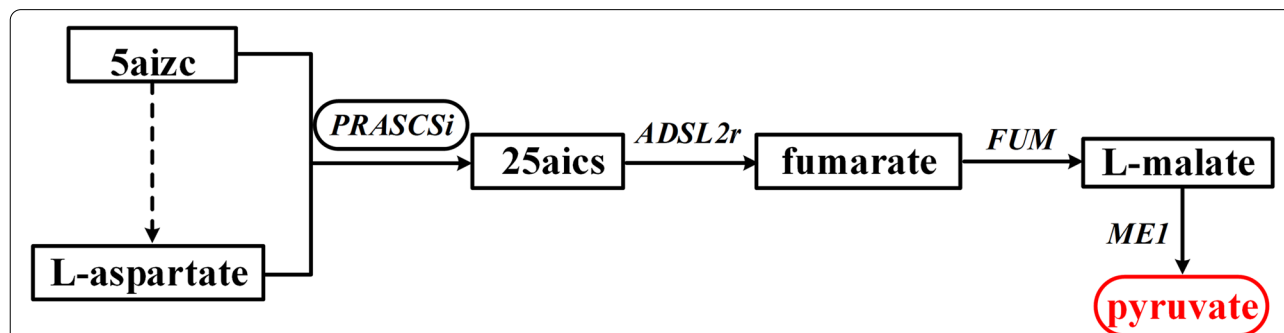 5aizc
PRASCSi
ADSL2r
FUM
25aics
fumarate
L-malate
L-aspartate
ME1
pyruvate